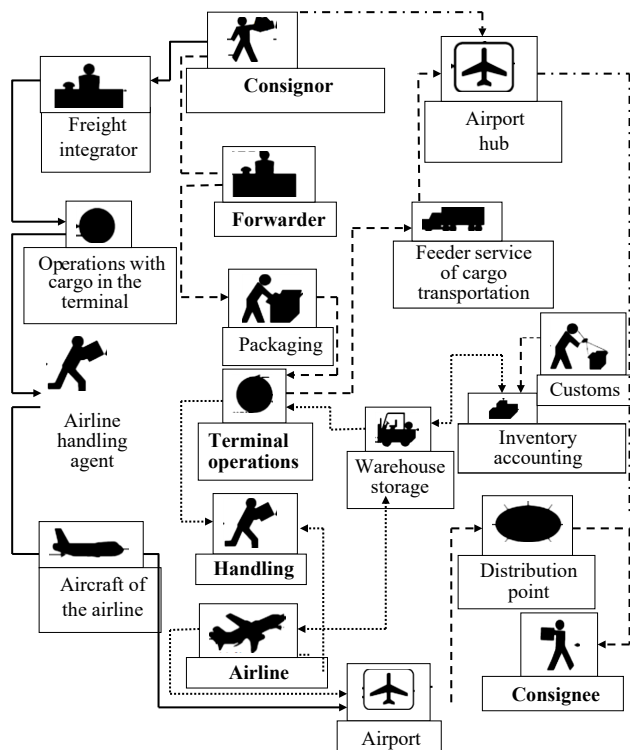 Consignor
Airport
hub
Freight
integrator
Forwarder
Operations with
cargo in the
terminal
Feeder service
of cargo
transportation
Packaging
Customs
Airline
handling
agent
Terminal
operations
Warehouse
storage
Inventory
accounting
Handling
Distribution
point
Aircraft of
the airline
Airline
Consignee
Airport